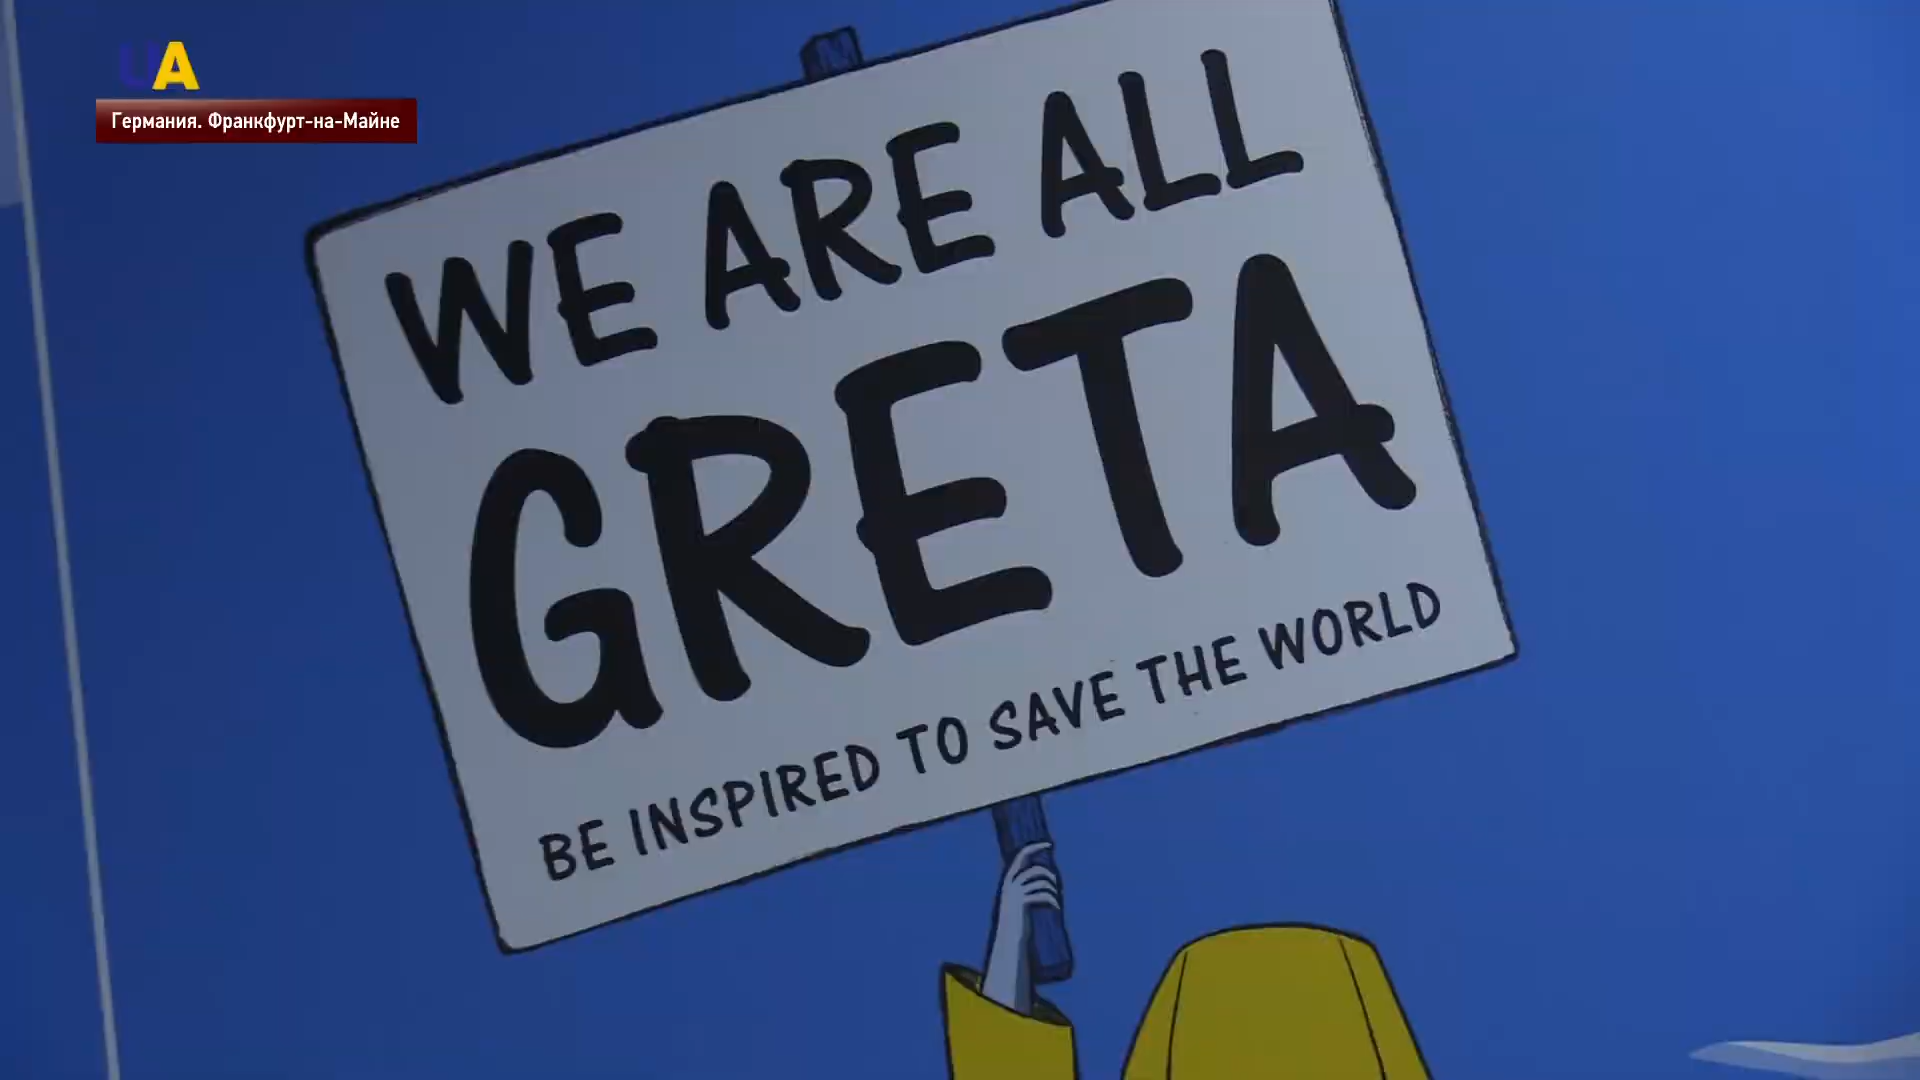 UA
Германия. Франкфурт-на-Майне
WE ARE ALL
GRETA
BE INSPIRED TO SAVE THE WORLD